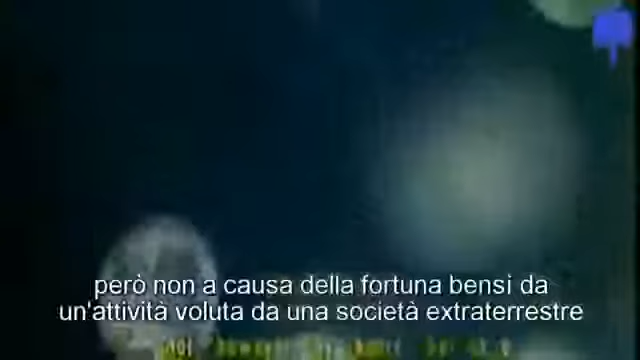 però non a causa della fortuna bensì da
un'attività voluta da una società extraterrestre